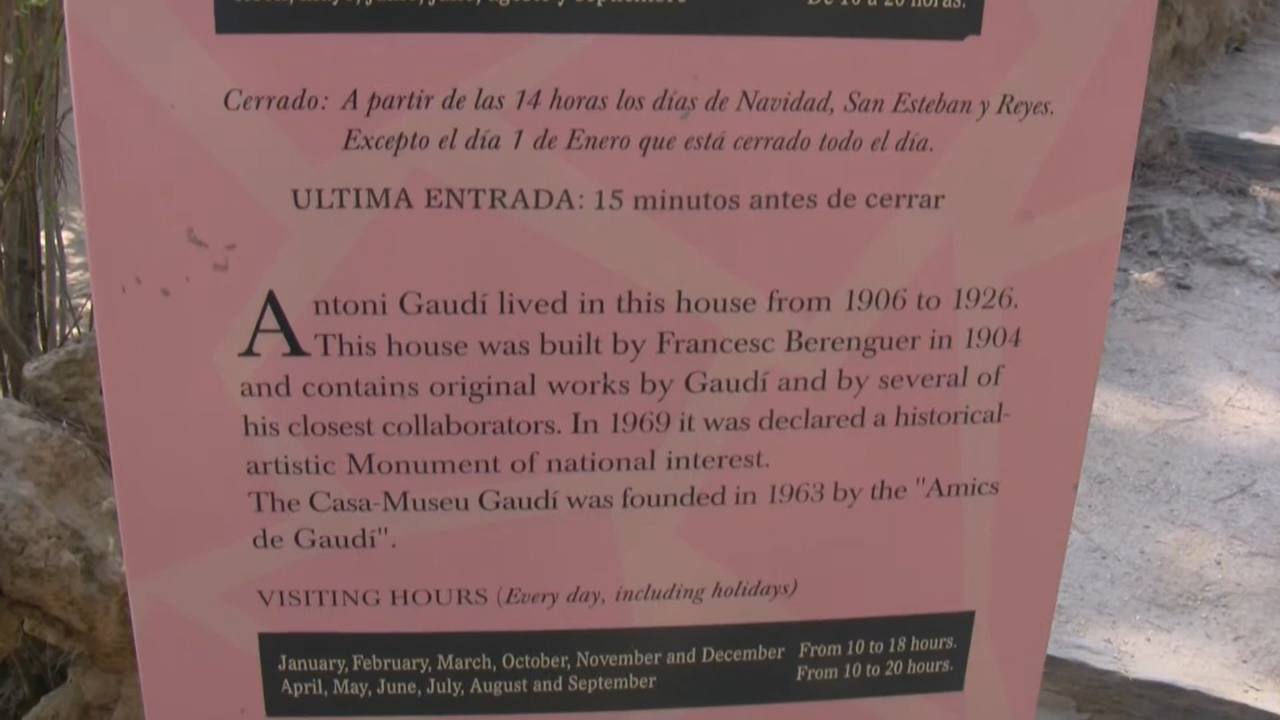 De 10 a 20 horas.
Cerrado: A partir de las 14 horas los días de Navidad, San Esteban y Reyes.
Excepto el día 1 de Enero que está cerrado todo el día.
ULTIMA ENTRADA: 15 minutos antes de cerrar
Antoni Gaudí lived in this house from 1906 to 1926.
This house was built by Francesc Berenguer in 1904
and contains original works by Gaudí and by several of
his closest collaborators. In 1969 it was declared a historical-
artistic Monument of national interest.
The Casa-Museu Gaudí was founded in 1963 by the "Amics
de Gaudí".
VISITING HOURS (Every day, including holidays)
January, February, March, October, November and December From 10 to 18 hours.
April, May, June, July, August and September From 10 to 20 hours.